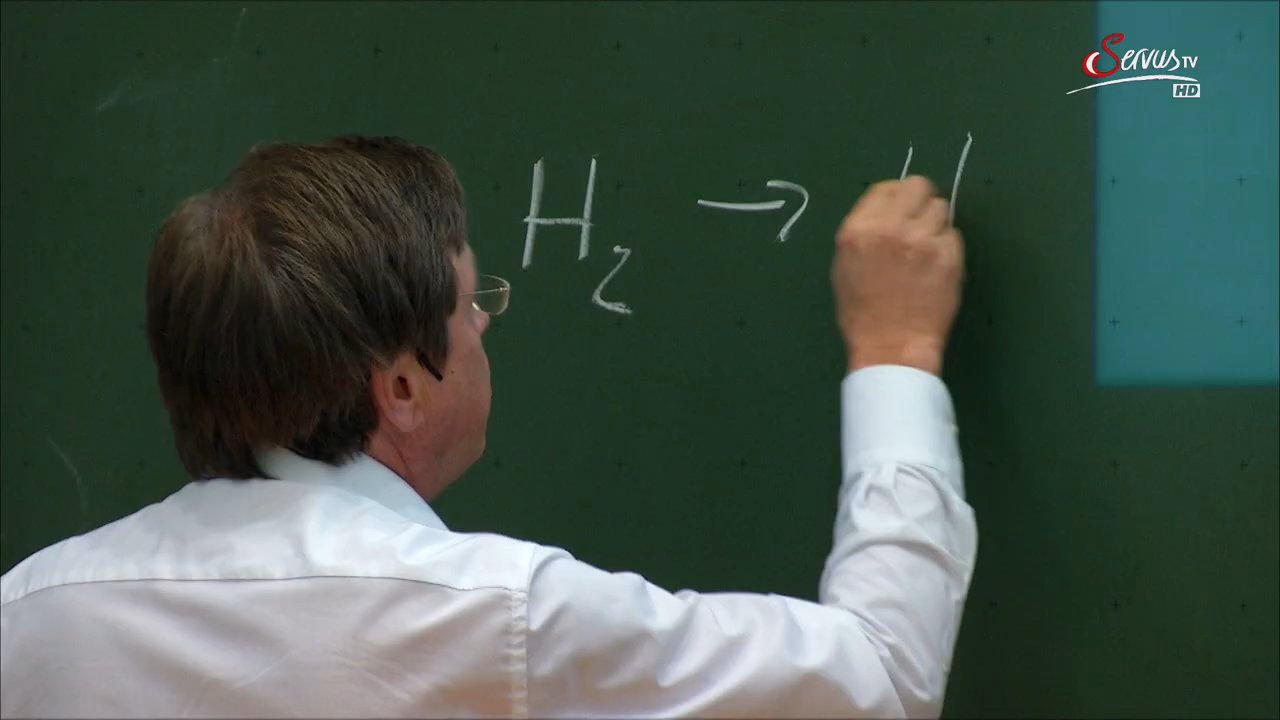 H₂ → H
Servus TV
HD